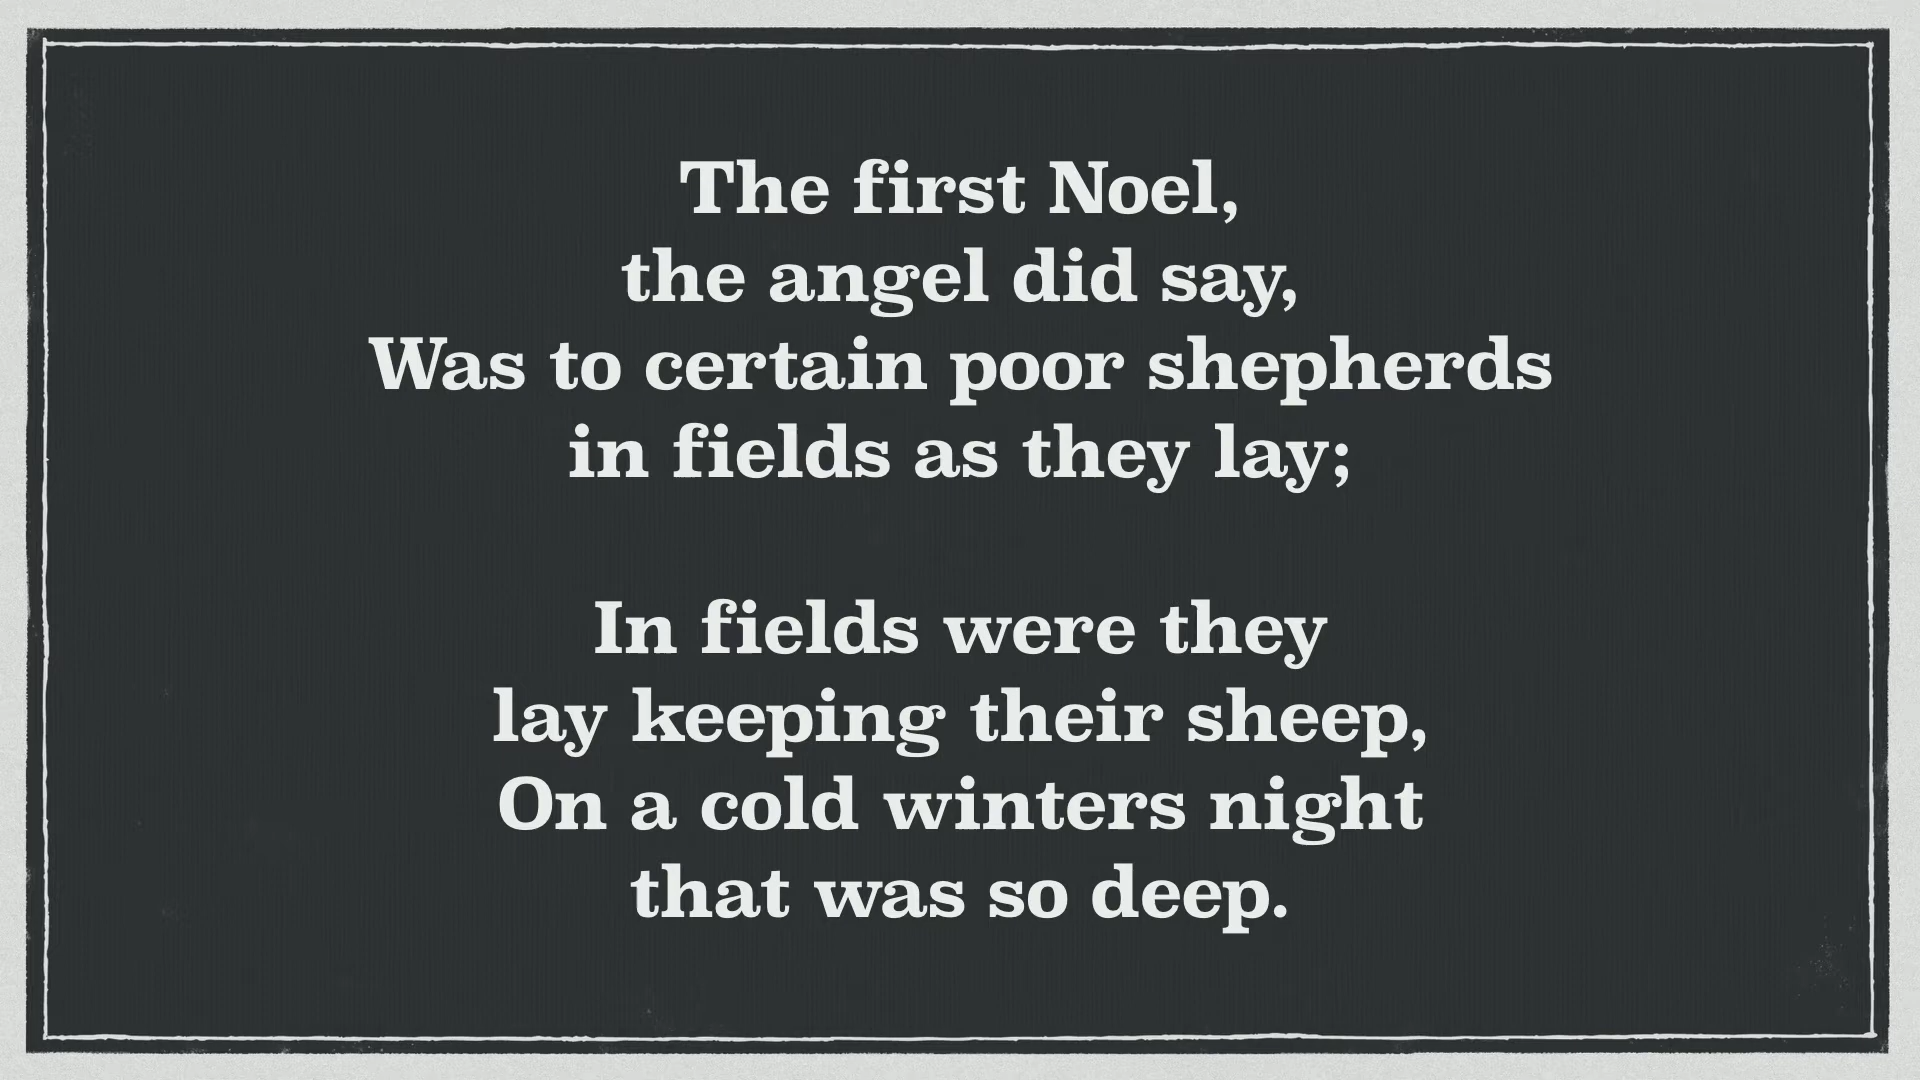 The first Noel,
the angel did say,
Was to certain poor shepherds
in fields as they lay;
In fields were they
lay keeping their sheep,
On a cold winters night
that was so deep.